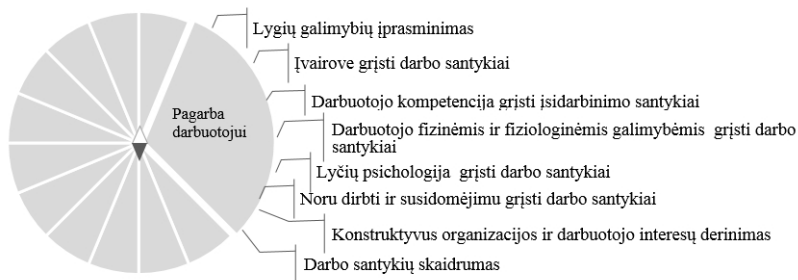 Lygių galimybių įprasminimas
Įvairove grįsti darbo santykiai
Pagarba
darbuotojui
Darbuotojo kompetencija grįsti įsidarbinimo santykiai
Darbuotojo fizinėmis ir fiziologinėmis galimybėmis grįsti darbo
santykiai
Lyčių psichologija grįsti darbo santykiai
Noru dirbti ir susidomėjimu grįsti darbo santykiai
Konstruktyvus organizacijos ir darbuotojo interesų derinimas
Darbo santykių skaidrumas